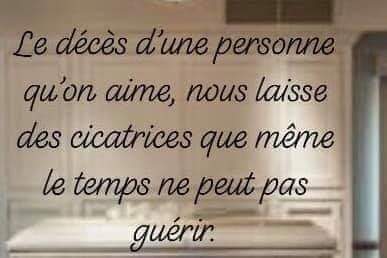 Le décès d'une personne
qu'on aime, nous laisse
des cicatrices que même
le temps ne peut pas
guérir.